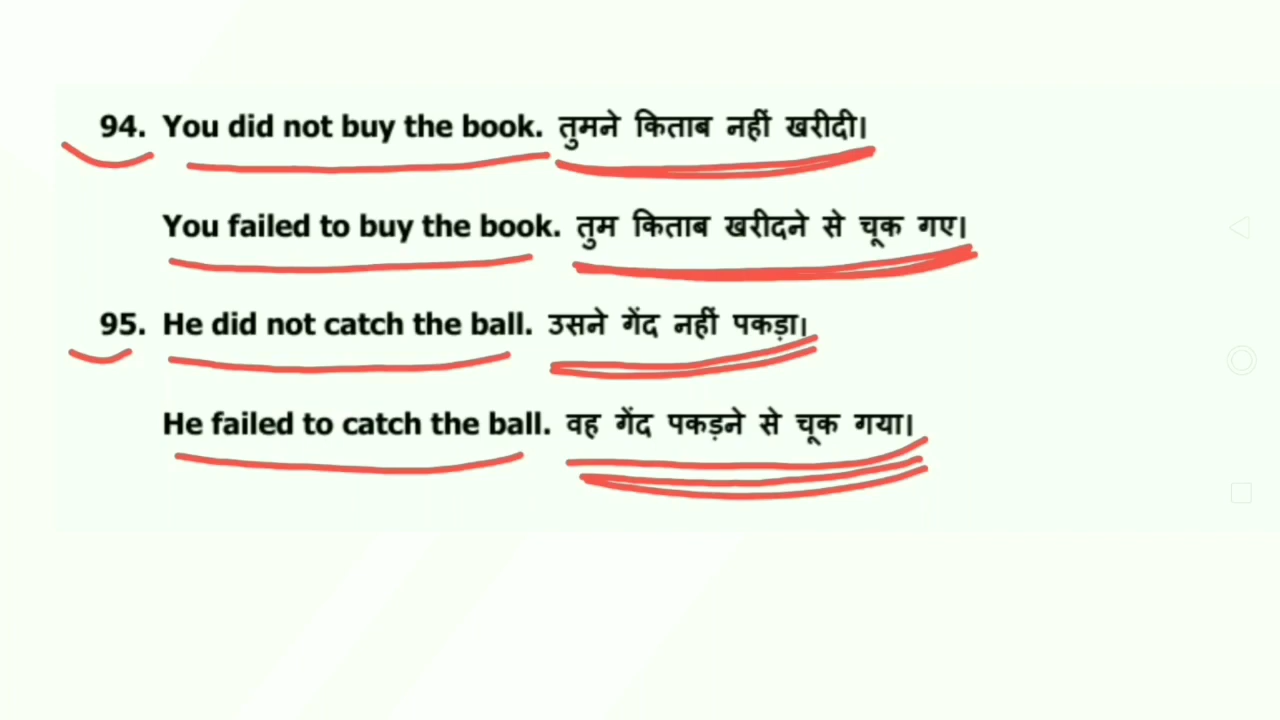 94. You did not buy the book. तुमने किताब नहीं खरीदी।
You failed to buy the book. तुम किताब खरीदने से चूक गए।
95. He did not catch the ball. उसने गेंद नहीं पकड़ा।
He failed to catch the ball. वह गेंद पकड़ने से चूक गया।